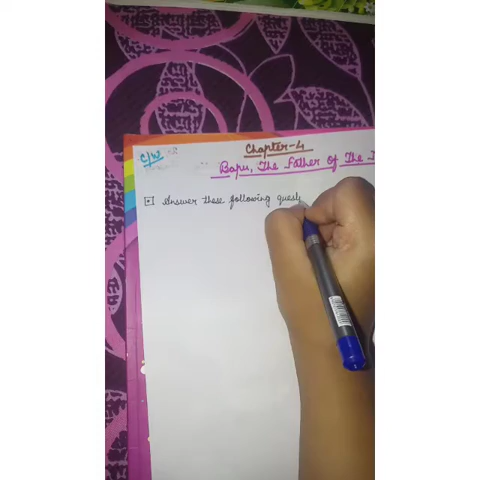 C/W
Chapter-4
Bapu, The Father Of The
[•] Answer these following quest